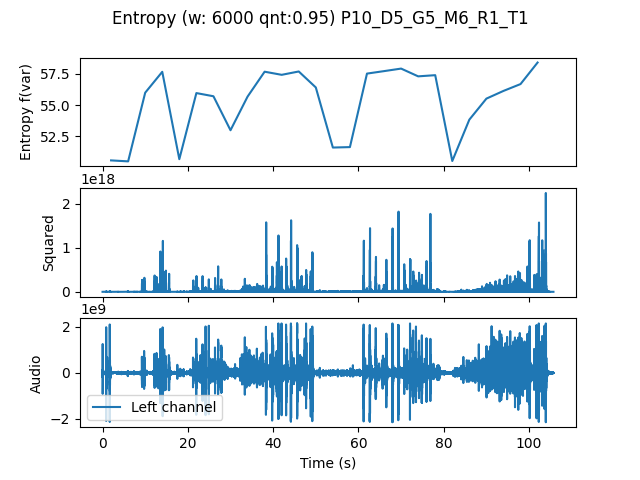 Entropy (w: 6000 qnt:0.95) P10_D5_G5_M6_R1_T1
Entropy f(var)
57.5
55.0
52.5
1e18
Squared
2
1
0
1e9
Audio
2
0
−2
Left channel
0 20 40 60 80 100
Time (s)